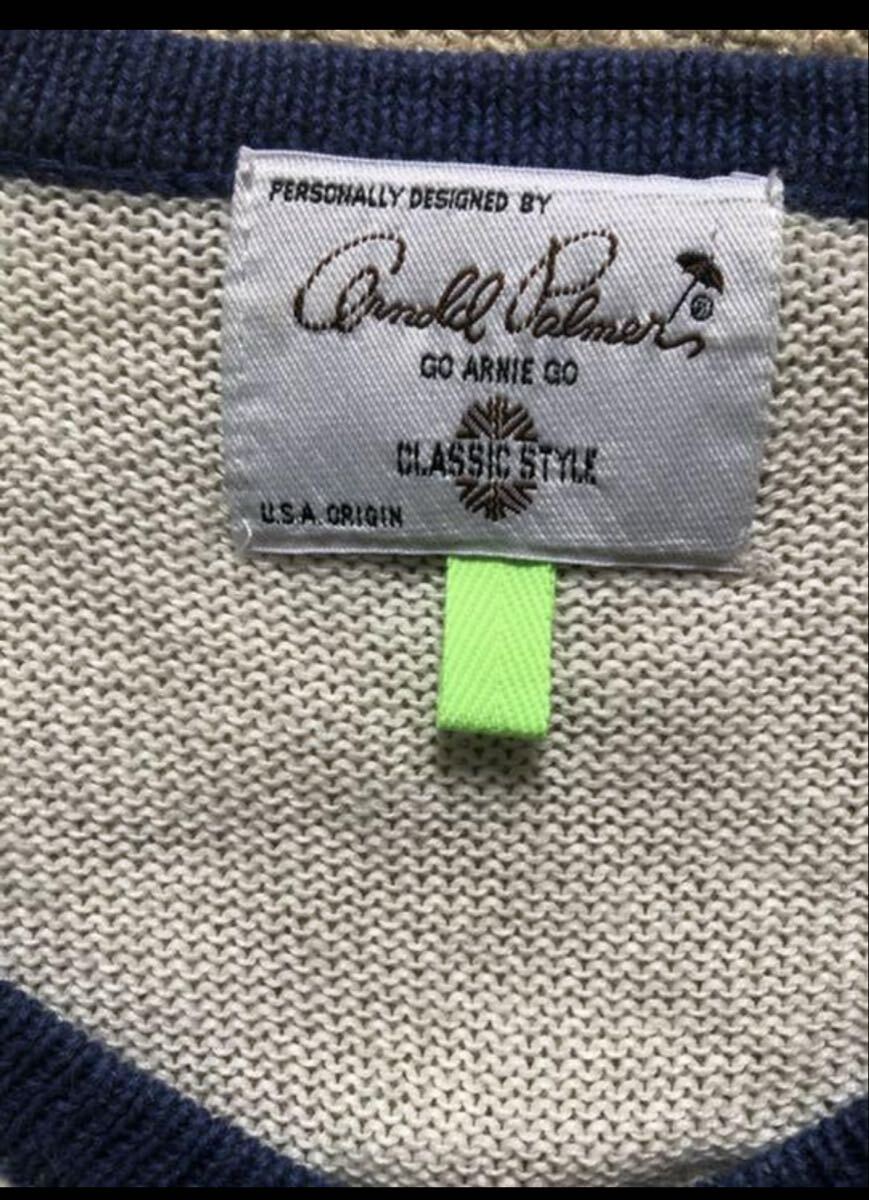 PERSONALLY DESIGNED BY
Arnold Palmer ®
GO ARNIE GO
CLASSIC STYLE
U.S.A. ORIGIN